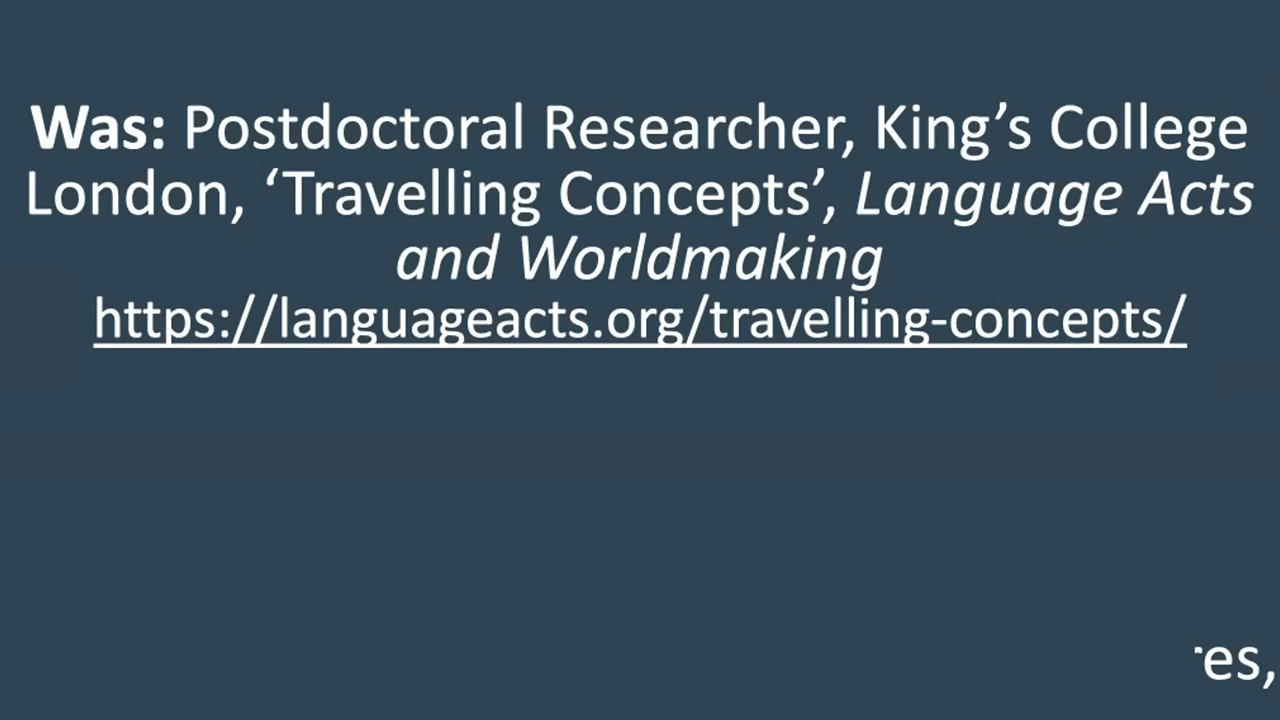 Was: Postdoctoral Researcher, King’s College
London, ‘Travelling Concepts’, Language Acts
and Worldmaking
https://languageacts.org/travelling-concepts/